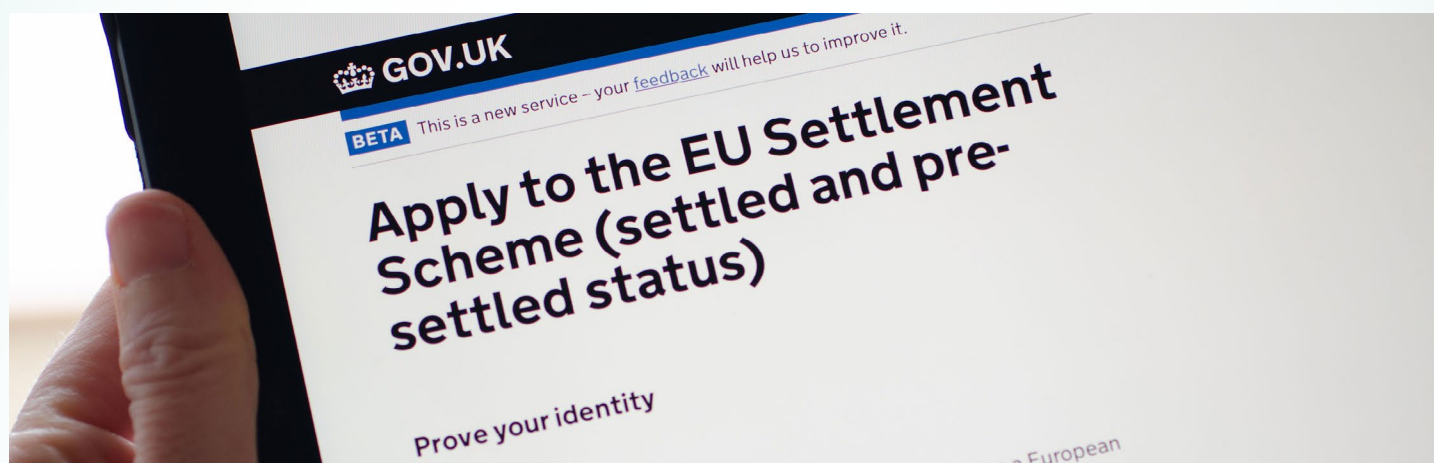 GOV.UK
BETA This is a new service – your feedback will help us to improve it.
Apply to the EU Settlement
Scheme (settled and pre-
settled status)
Prove your identity
European